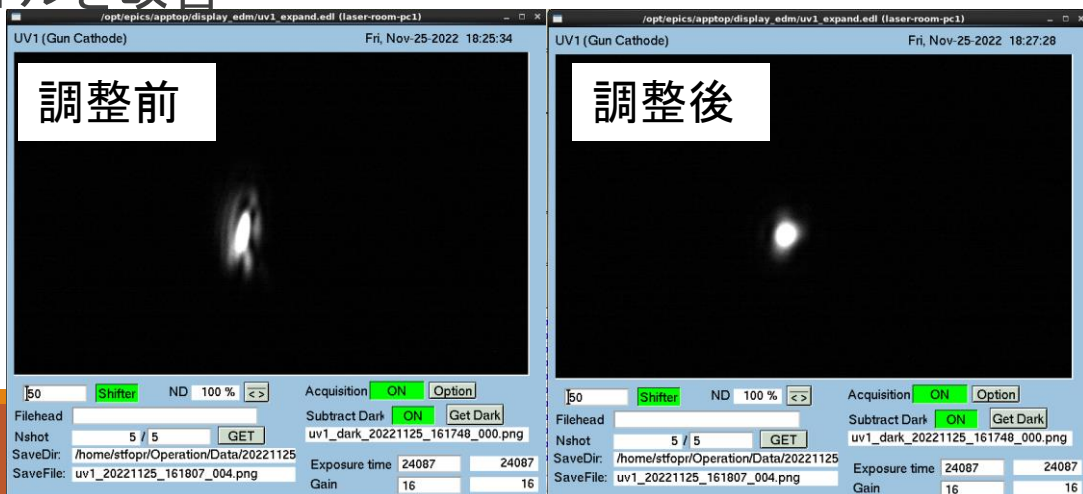 ルを改善
/opt/epics/apptop/display_edm/uv1_expand.edl (laser-room-pc1)
UV1 (Gun Cathode) Fri, Nov-25-2022 18:25:34
調整前
50 Shifter ND 100 % <> Acquisition ON Option
Filehead Subtract Dark ON Get Dark
Nshot 5 / 5 GET uv1_dark_20221125_161748_000.png
SaveDir: /home/stfopr/Operation/Data/20221125
Exposure time 24087 24087
SaveFile: uv1_20221125_161807_004.png
Gain 16 16
/opt/epics/apptop/display_edm/uv1_expand.edl (laser-room-pc1)
UV1 (Gun Cathode) Fri, Nov-25-2022 18:27:28
調整後
50 Shifter ND 100 % <> Acquisition ON Option
Filehead Subtract Dark ON Get Dark
Nshot 5 / 5 GET uv1_dark_20221125_161748_000.png
SaveDir: /home/stfopr/Operation/Data/20221125
Exposure time 24087 24087
SaveFile: uv1_20221125_161807_004.png
Gain 16 16